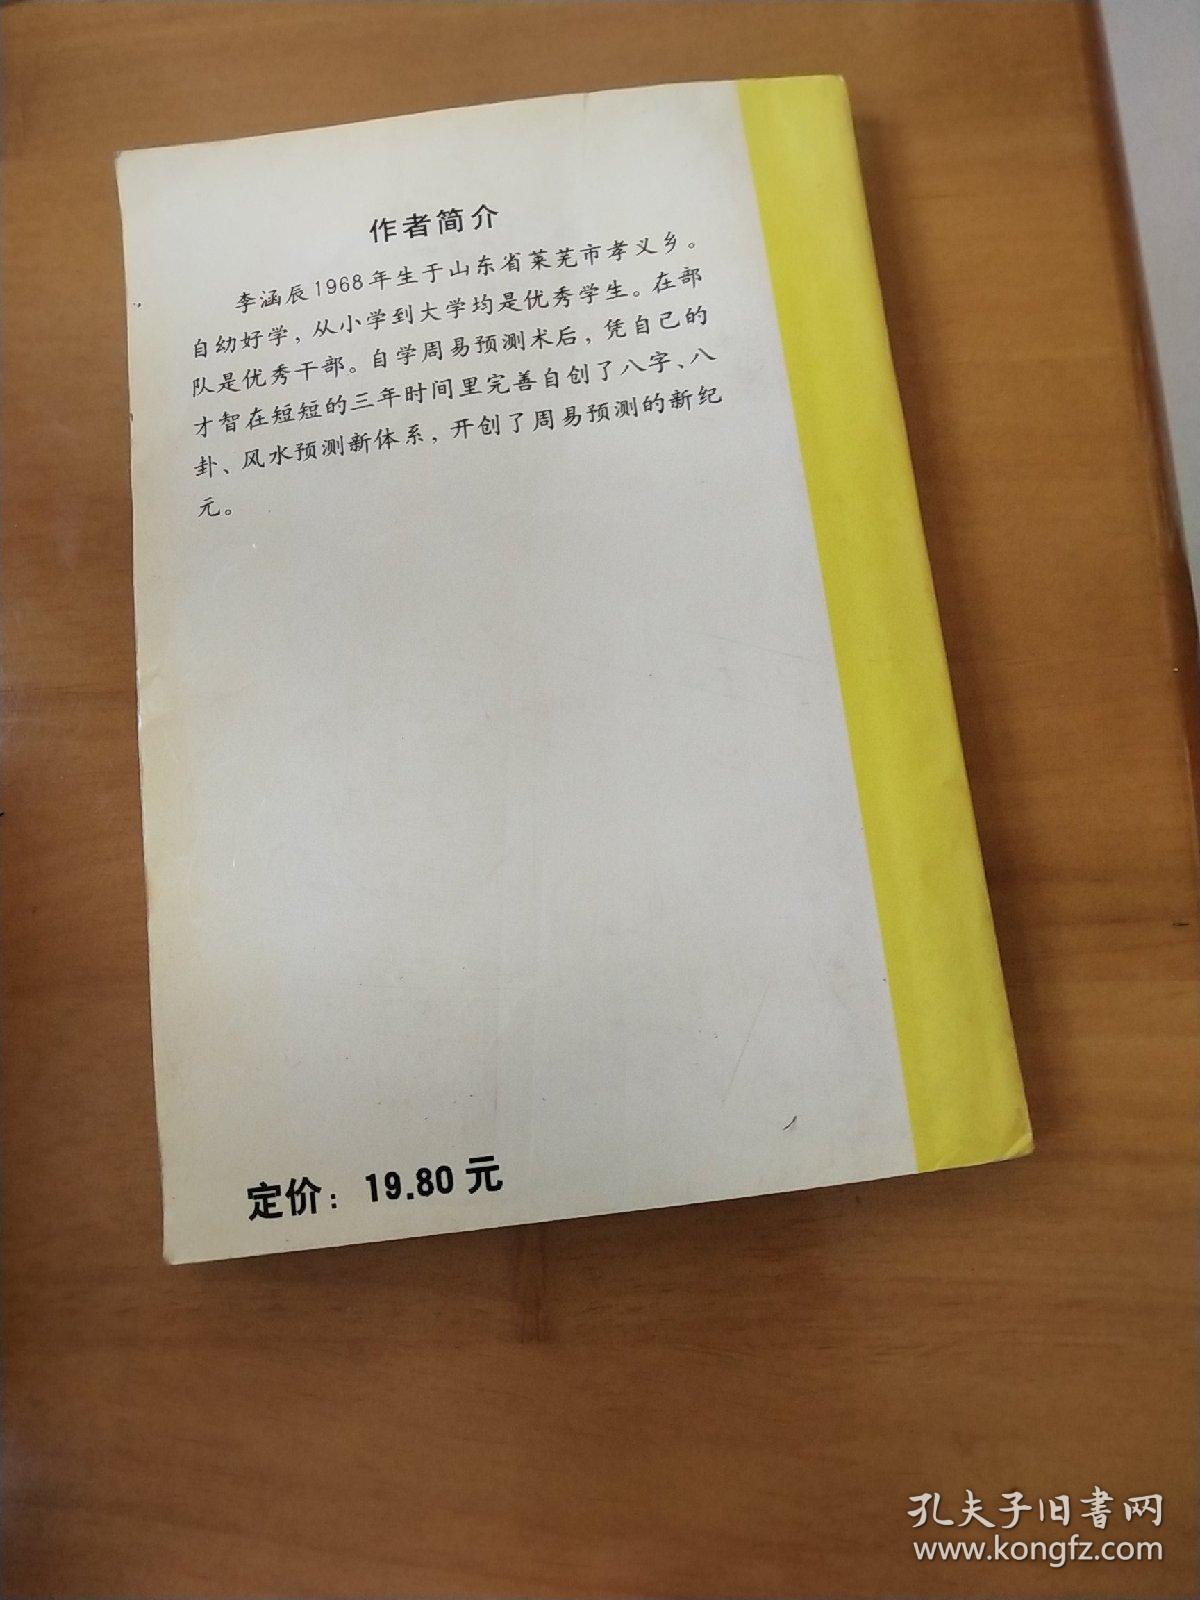 作者简介
李涵辰1968年生于山东省莱芜市孝义乡。
自幼好学，从小学到大学均是优秀学生。在部
队是优秀干部。自学周易预测术后，凭自己的
才智在短短的三年时间里完善自创了八字、八
卦、风水预测新体系，开创了周易预测的新纪
元。
定价：19.80元
孔夫子旧书网
www.kongfz.com